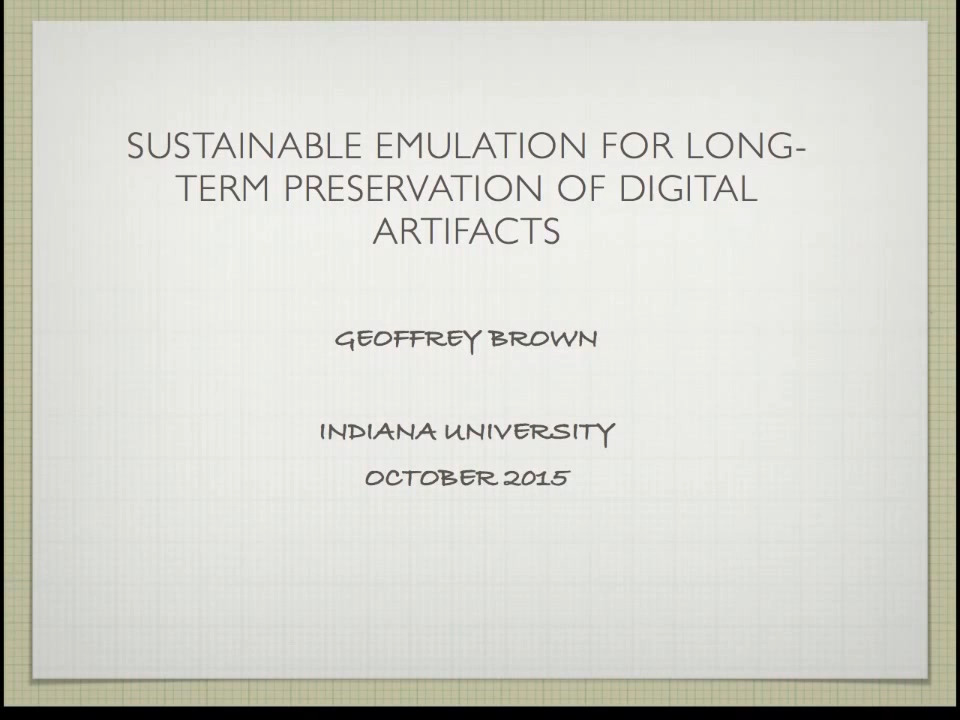 SUSTAINABLE EMULATION FOR LONG-
TERM PRESERVATION OF DIGITAL
ARTIFACTS
GEOFFREY BROWN
INDIANA UNIVERSITY
OCTOBER 2015